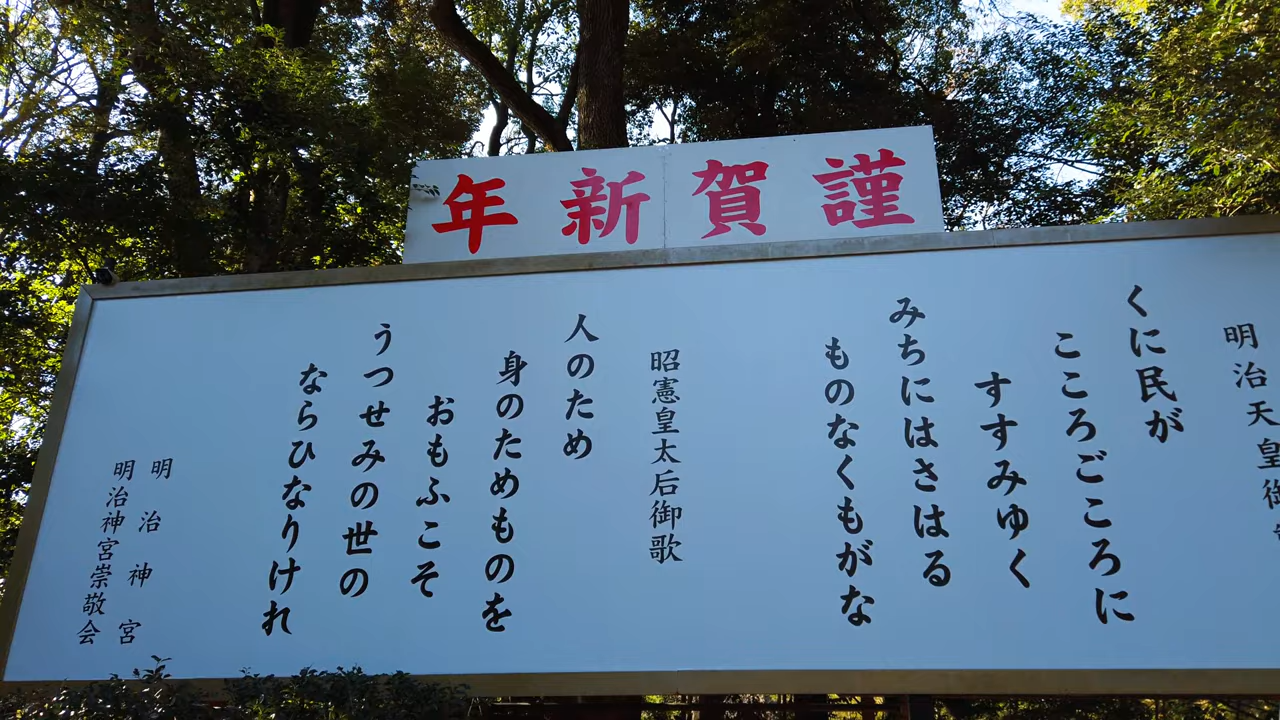 謹賀新年
明治天皇御
くに民が
こころごころに
すすみゆく
みちにはさはる
ものなくもがな
昭憲皇太后御歌
人のため
身のためものを
おもふこそ
うつせみの世の
ならひなりけれ
明治神宮
明治神宮崇敬会